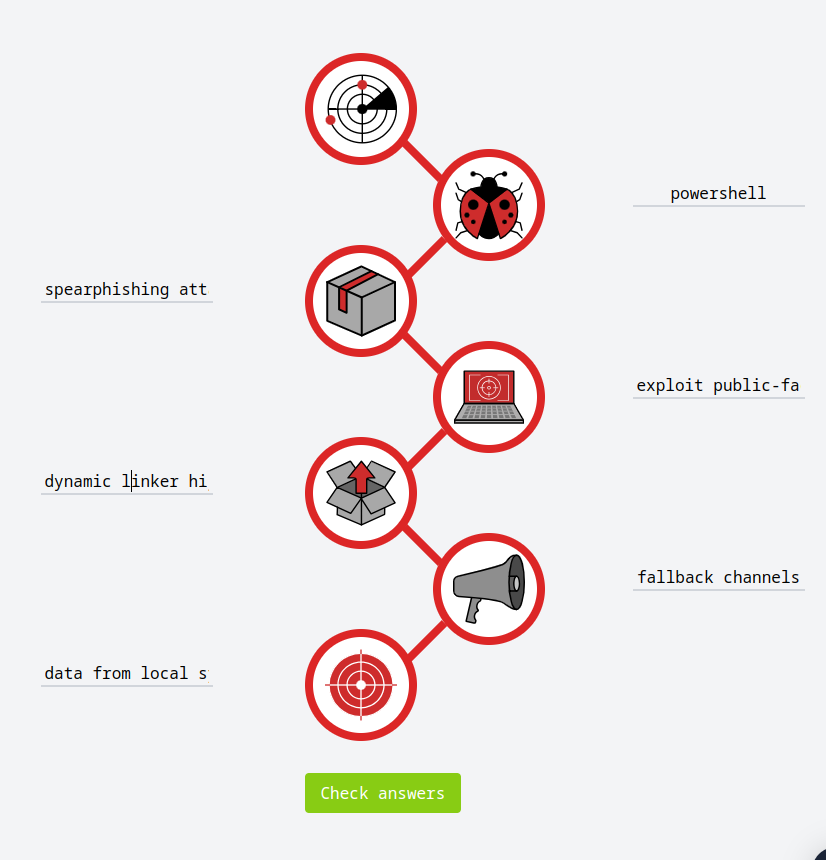 powershell
spearphishing att
exploit public-fa
dynamic linker hi
fallback channels
data from local s
Check answers